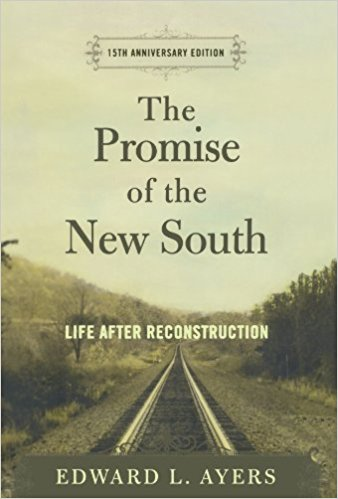 15TH ANNIVERSARY EDITION
The
Promise
of the
New South
LIFE AFTER RECONSTRUCTION
EDWARD L. AYERS